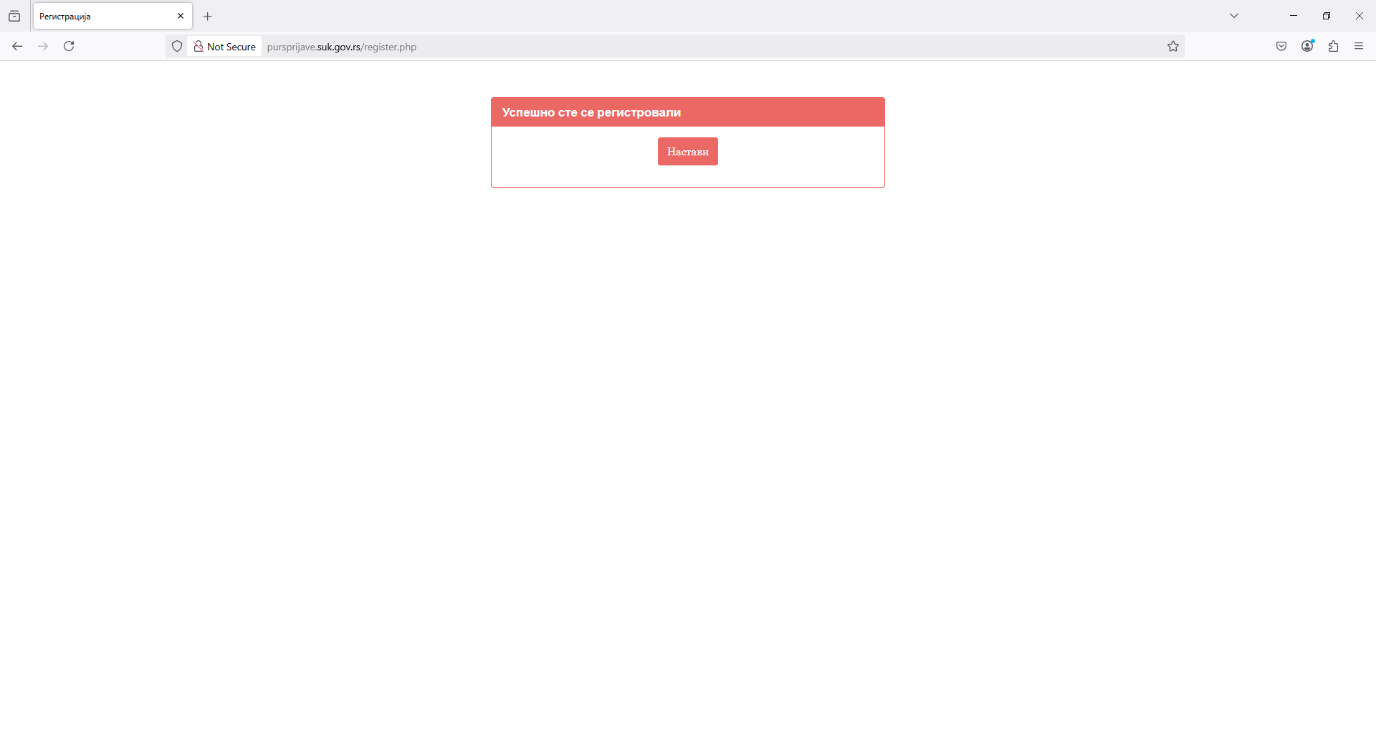 Регистрација
Not Secure pursprijave.suk.gov.rs/register.php
Успешно сте се регистровали
Настави